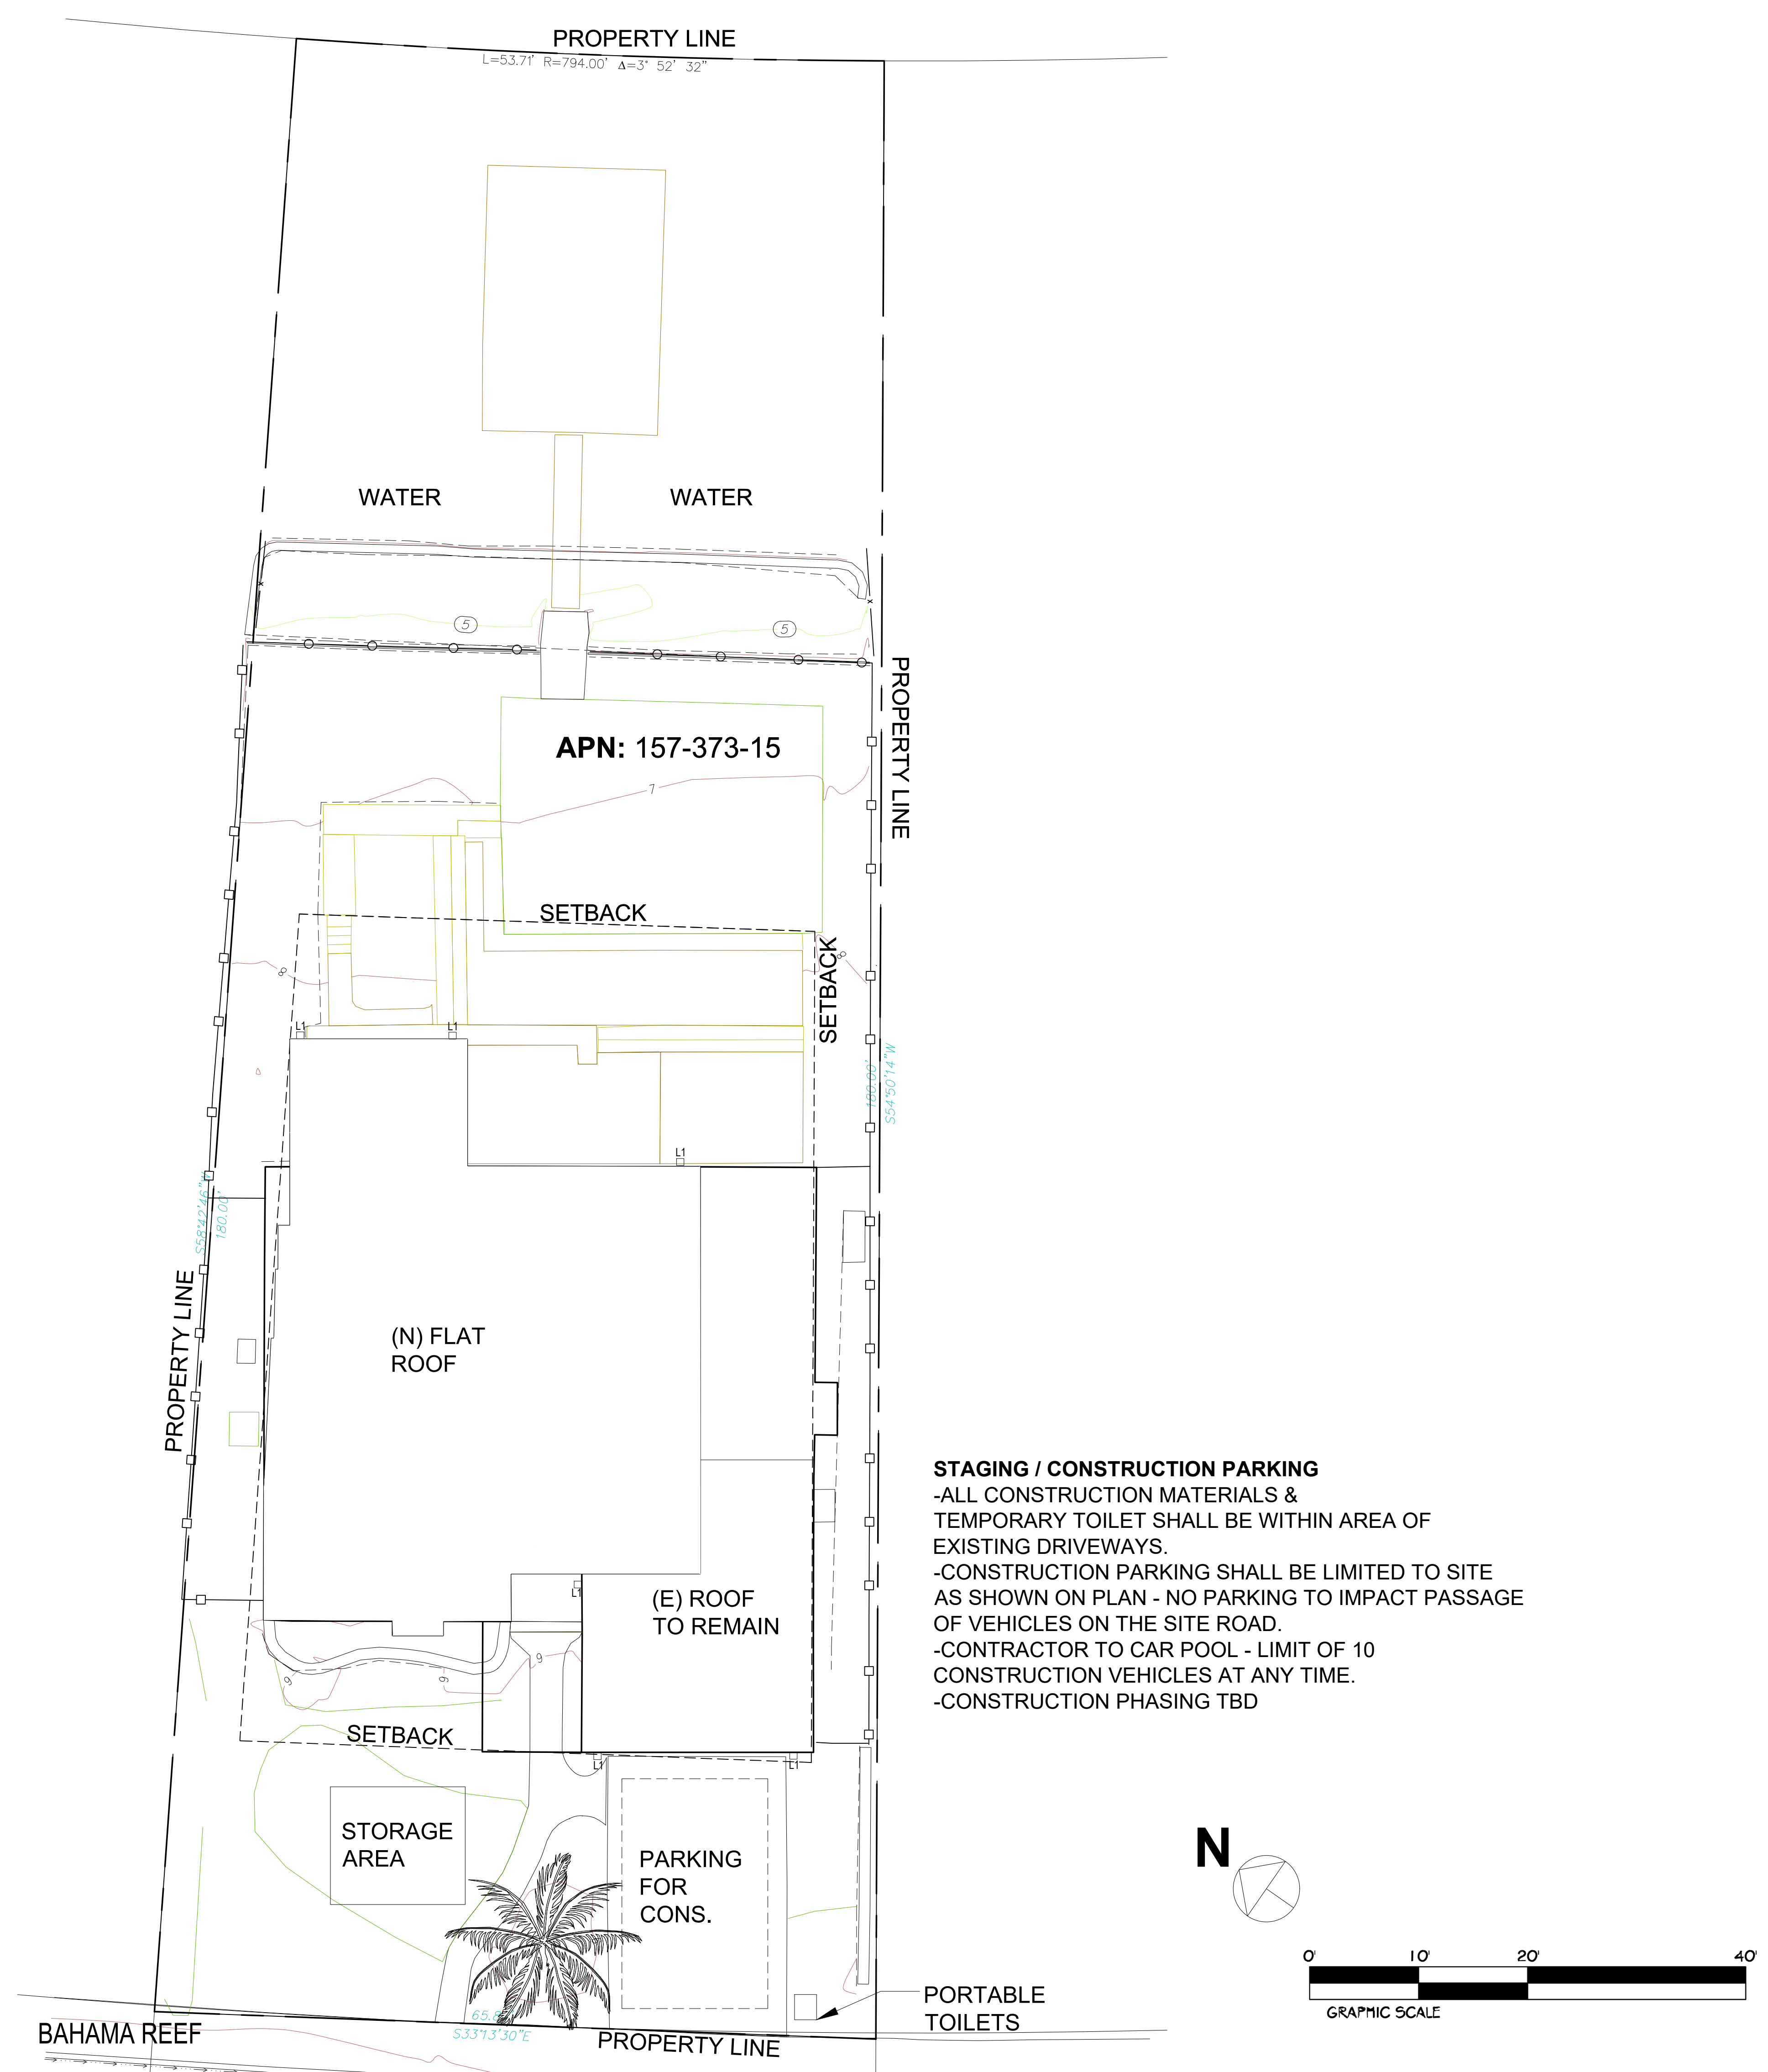 PROPERTY LINE
L=53.71' R=794.00' Δ=3° 52' 32"
WATER
WATER
5
5
PROPERTY LINE
APN: 157-373-15
7
SETBACK
SETBACK
8
8
L1
L1
180.00'
S54°50'14"W
L1
S58°42'46"W
180.00'
PROPERTY LINE
(N) FLAT
ROOF
STAGING / CONSTRUCTION PARKING
-ALL CONSTRUCTION MATERIALS &
TEMPORARY TOILET SHALL BE WITHIN AREA OF
EXISTING DRIVEWAYS.
-CONSTRUCTION PARKING SHALL BE LIMITED TO SITE
AS SHOWN ON PLAN - NO PARKING TO IMPACT PASSAGE
OF VEHICLES ON THE SITE ROAD.
-CONTRACTOR TO CAR POOL - LIMIT OF 10
CONSTRUCTION VEHICLES AT ANY TIME.
-CONSTRUCTION PHASING TBD
L1
(E) ROOF
TO REMAIN
9
9
9
SETBACK
L1
L1
STORAGE
AREA
PARKING
FOR
CONS.
N
0' 10' 20' 40'
GRAPHIC SCALE
PORTABLE
TOILETS
S33°13'30"E
PROPERTY LINE
BAHAMA REEF